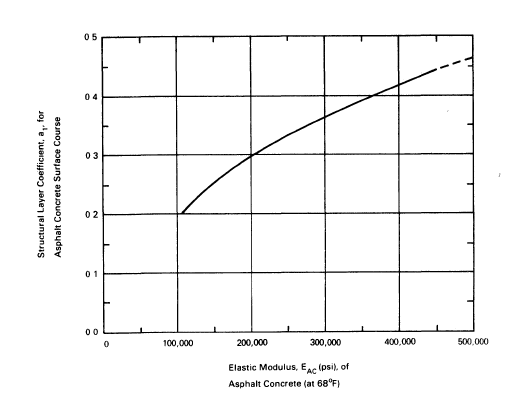 0 5
0 4
0 3
0 2
0 1
0 0
Structural Layer Coefficient, a₁, for
Asphalt Concrete Surface Course
0 100,000 200,000 300,000 400,000 500,000
Elastic Modulus, E_AC (psi), of
Asphalt Concrete (at 68°F)